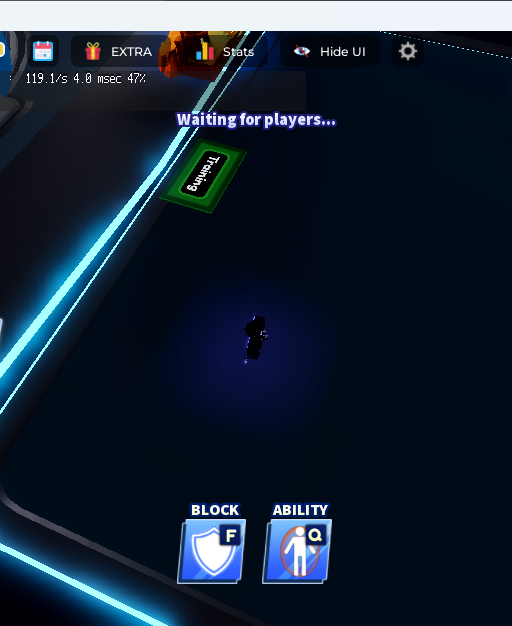 EXTRA
Stats
Hide UI
: 119.1/s 4.0 msec 47%
Waiting for players...
Training
BLOCK
ABILITY
F
Q